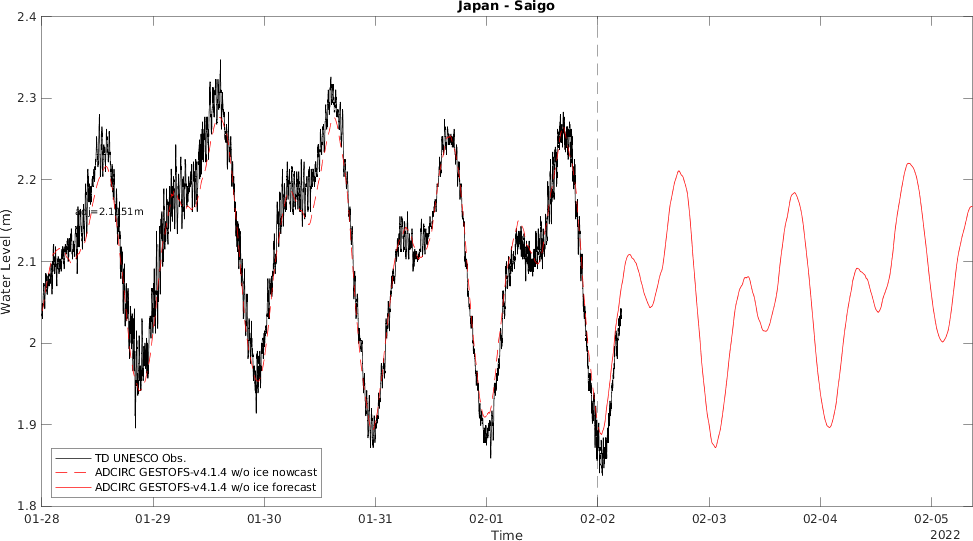 Japan - Saigo
2.4
2.3
2.2
2.1
2
1.9
1.8
Water Level (m)
TD UNESCO Obs.
ADCIRC GESTOFS-v4.1.4 w/o ice nowcast
ADCIRC GESTOFS-v4.1.4 w/o ice forecast
01-28
01-29
01-30
01-31
02-01
02-02
02-03
02-04
02-05
Time
2022